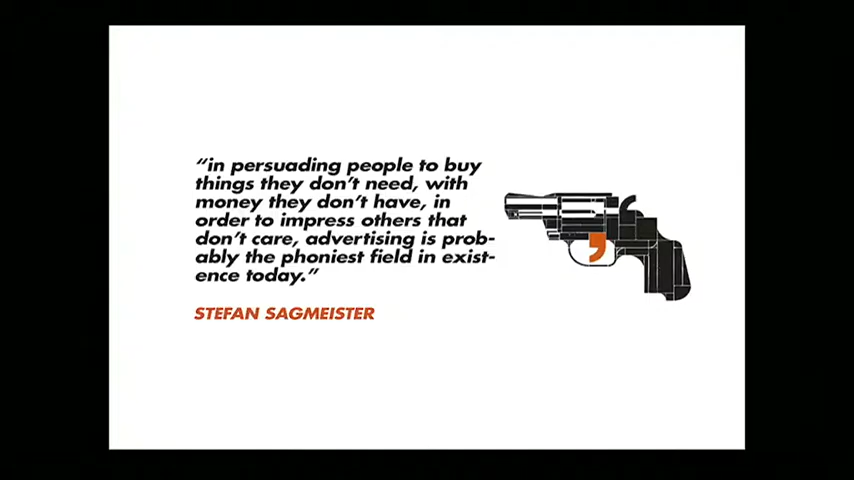 “in persuading people to buy
things they don’t need, with
money they don’t have, in
order to impress others that
don’t care, advertising is prob-
ably the phoniest field in exist-
ence today.”
STEFAN SAGMEISTER